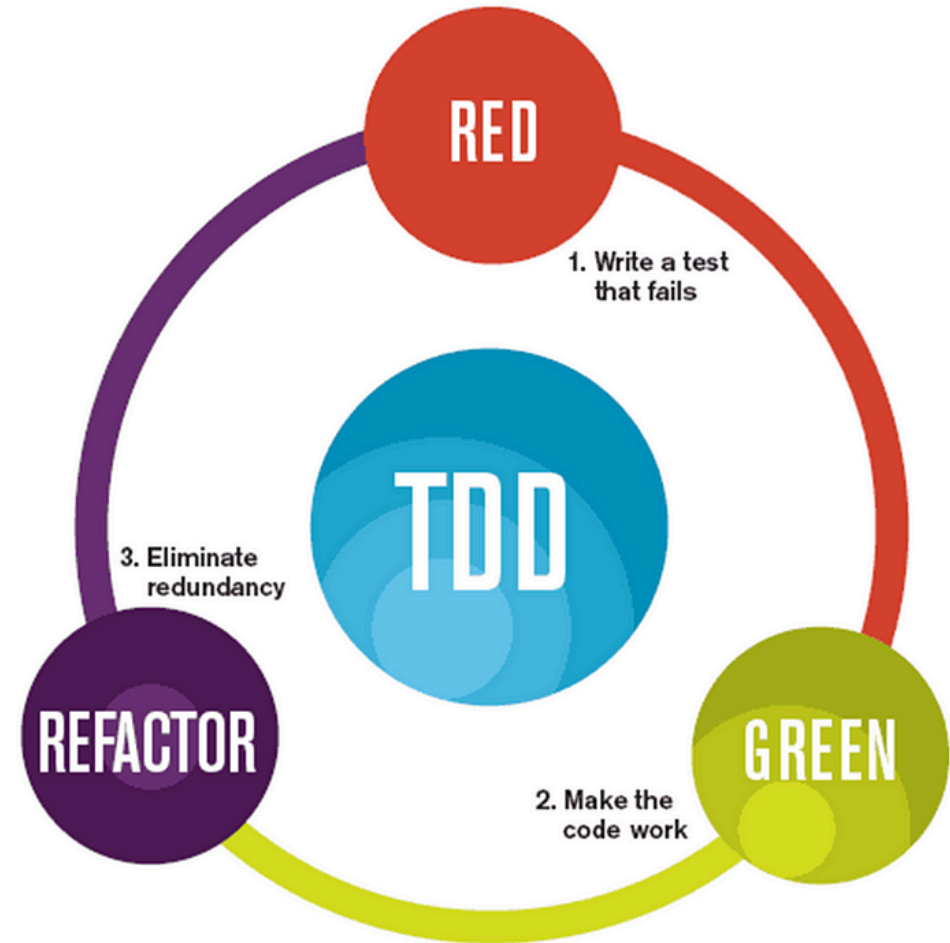 RED
1. Write a test
that fails
TDD
3. Eliminate
redundancy
REFACTOR
GREEN
2. Make the
code work